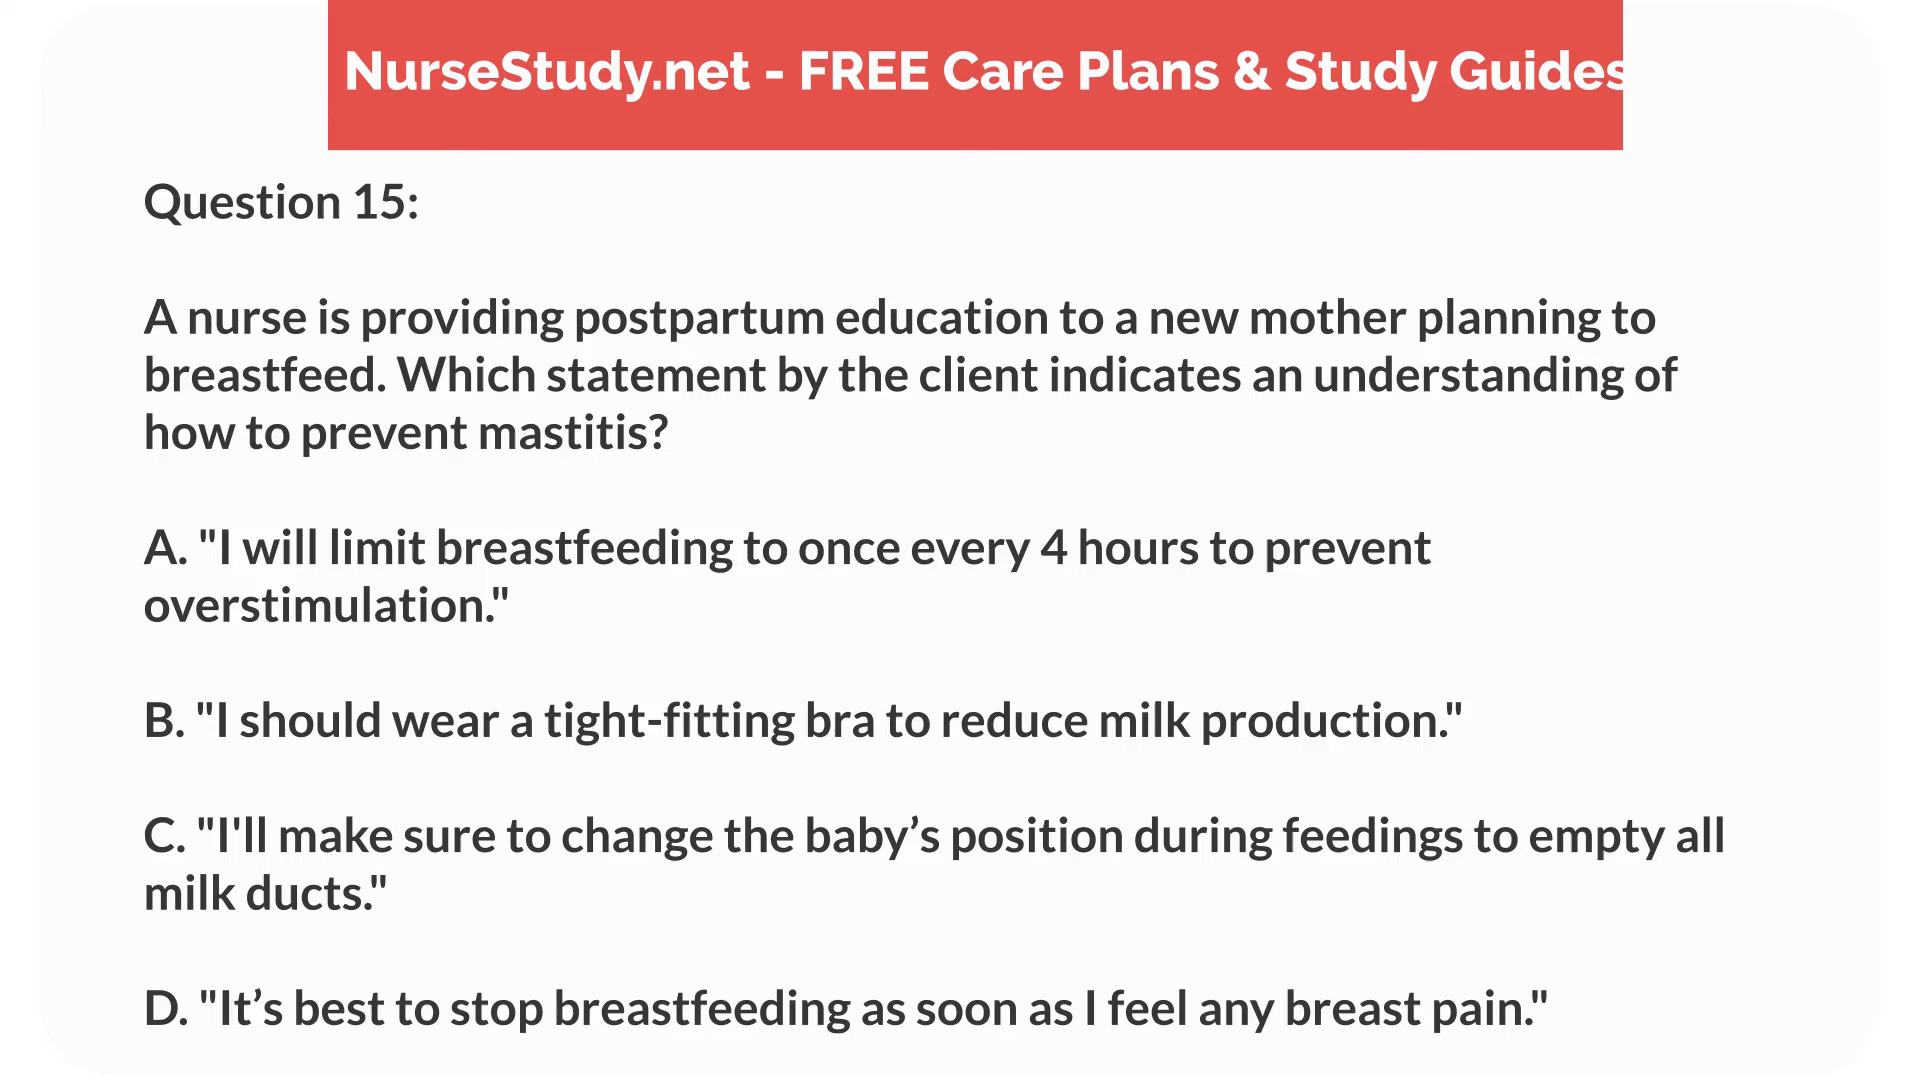 NurseStudy.net - FREE Care Plans & Study Guides
Question 15:
A nurse is providing postpartum education to a new mother planning to
breastfeed. Which statement by the client indicates an understanding of
how to prevent mastitis?
A. "I will limit breastfeeding to once every 4 hours to prevent
overstimulation."
B. "I should wear a tight-fitting bra to reduce milk production."
C. "I'll make sure to change the baby’s position during feedings to empty all
milk ducts."
D. "It’s best to stop breastfeeding as soon as I feel any breast pain."